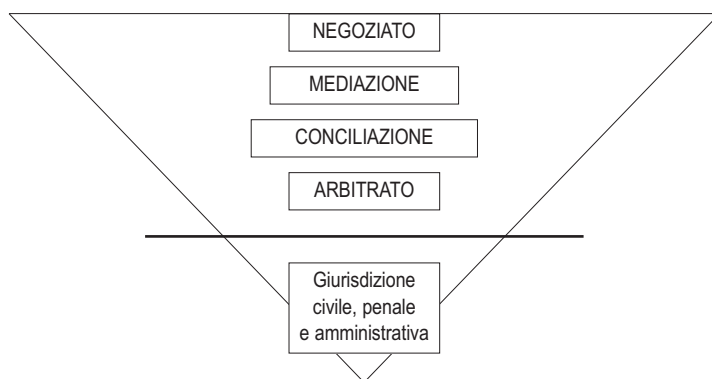 NEGOZIATO
MEDIAZIONE
CONCILIAZIONE
ARBITRATO
Giurisdizione
civile, penale
e amministrativa